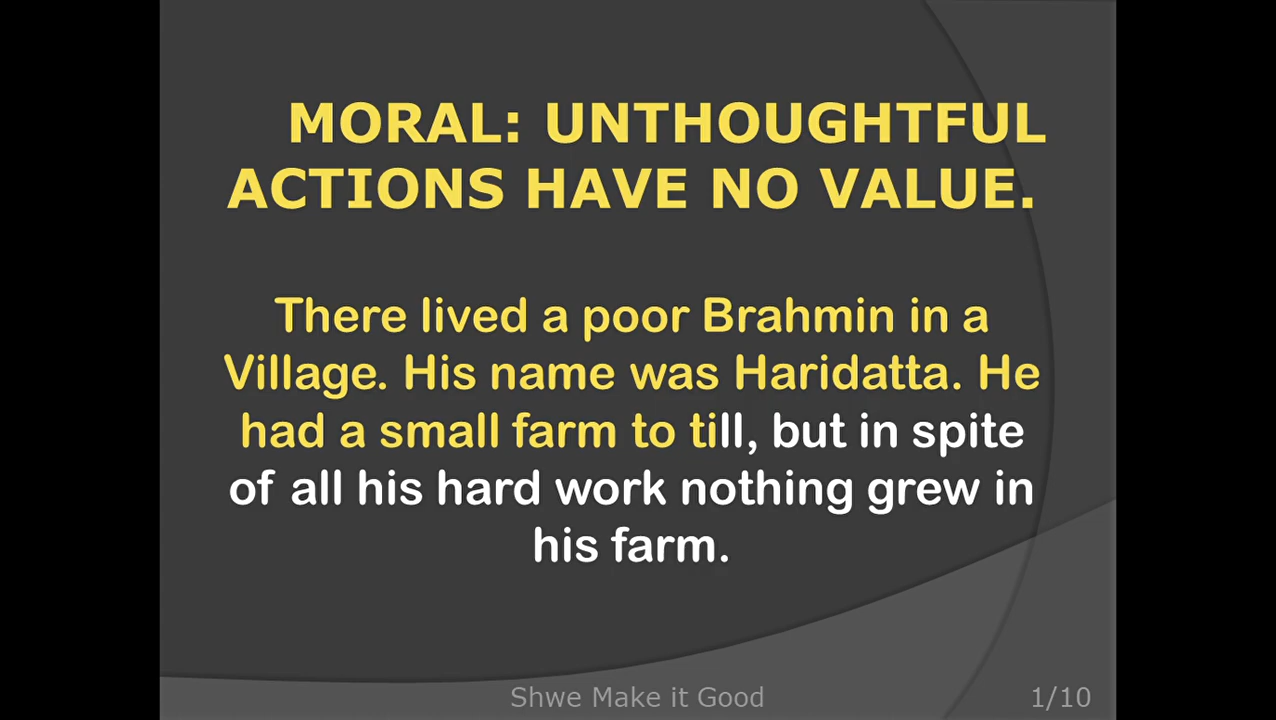 MORAL: UNTHOUGHTFUL
ACTIONS HAVE NO VALUE.
There lived a poor Brahmin in a
Village. His name was Haridatta. He
had a small farm to till, but in spite
of all his hard work nothing grew in
his farm.
Shwe Make it Good
1/10